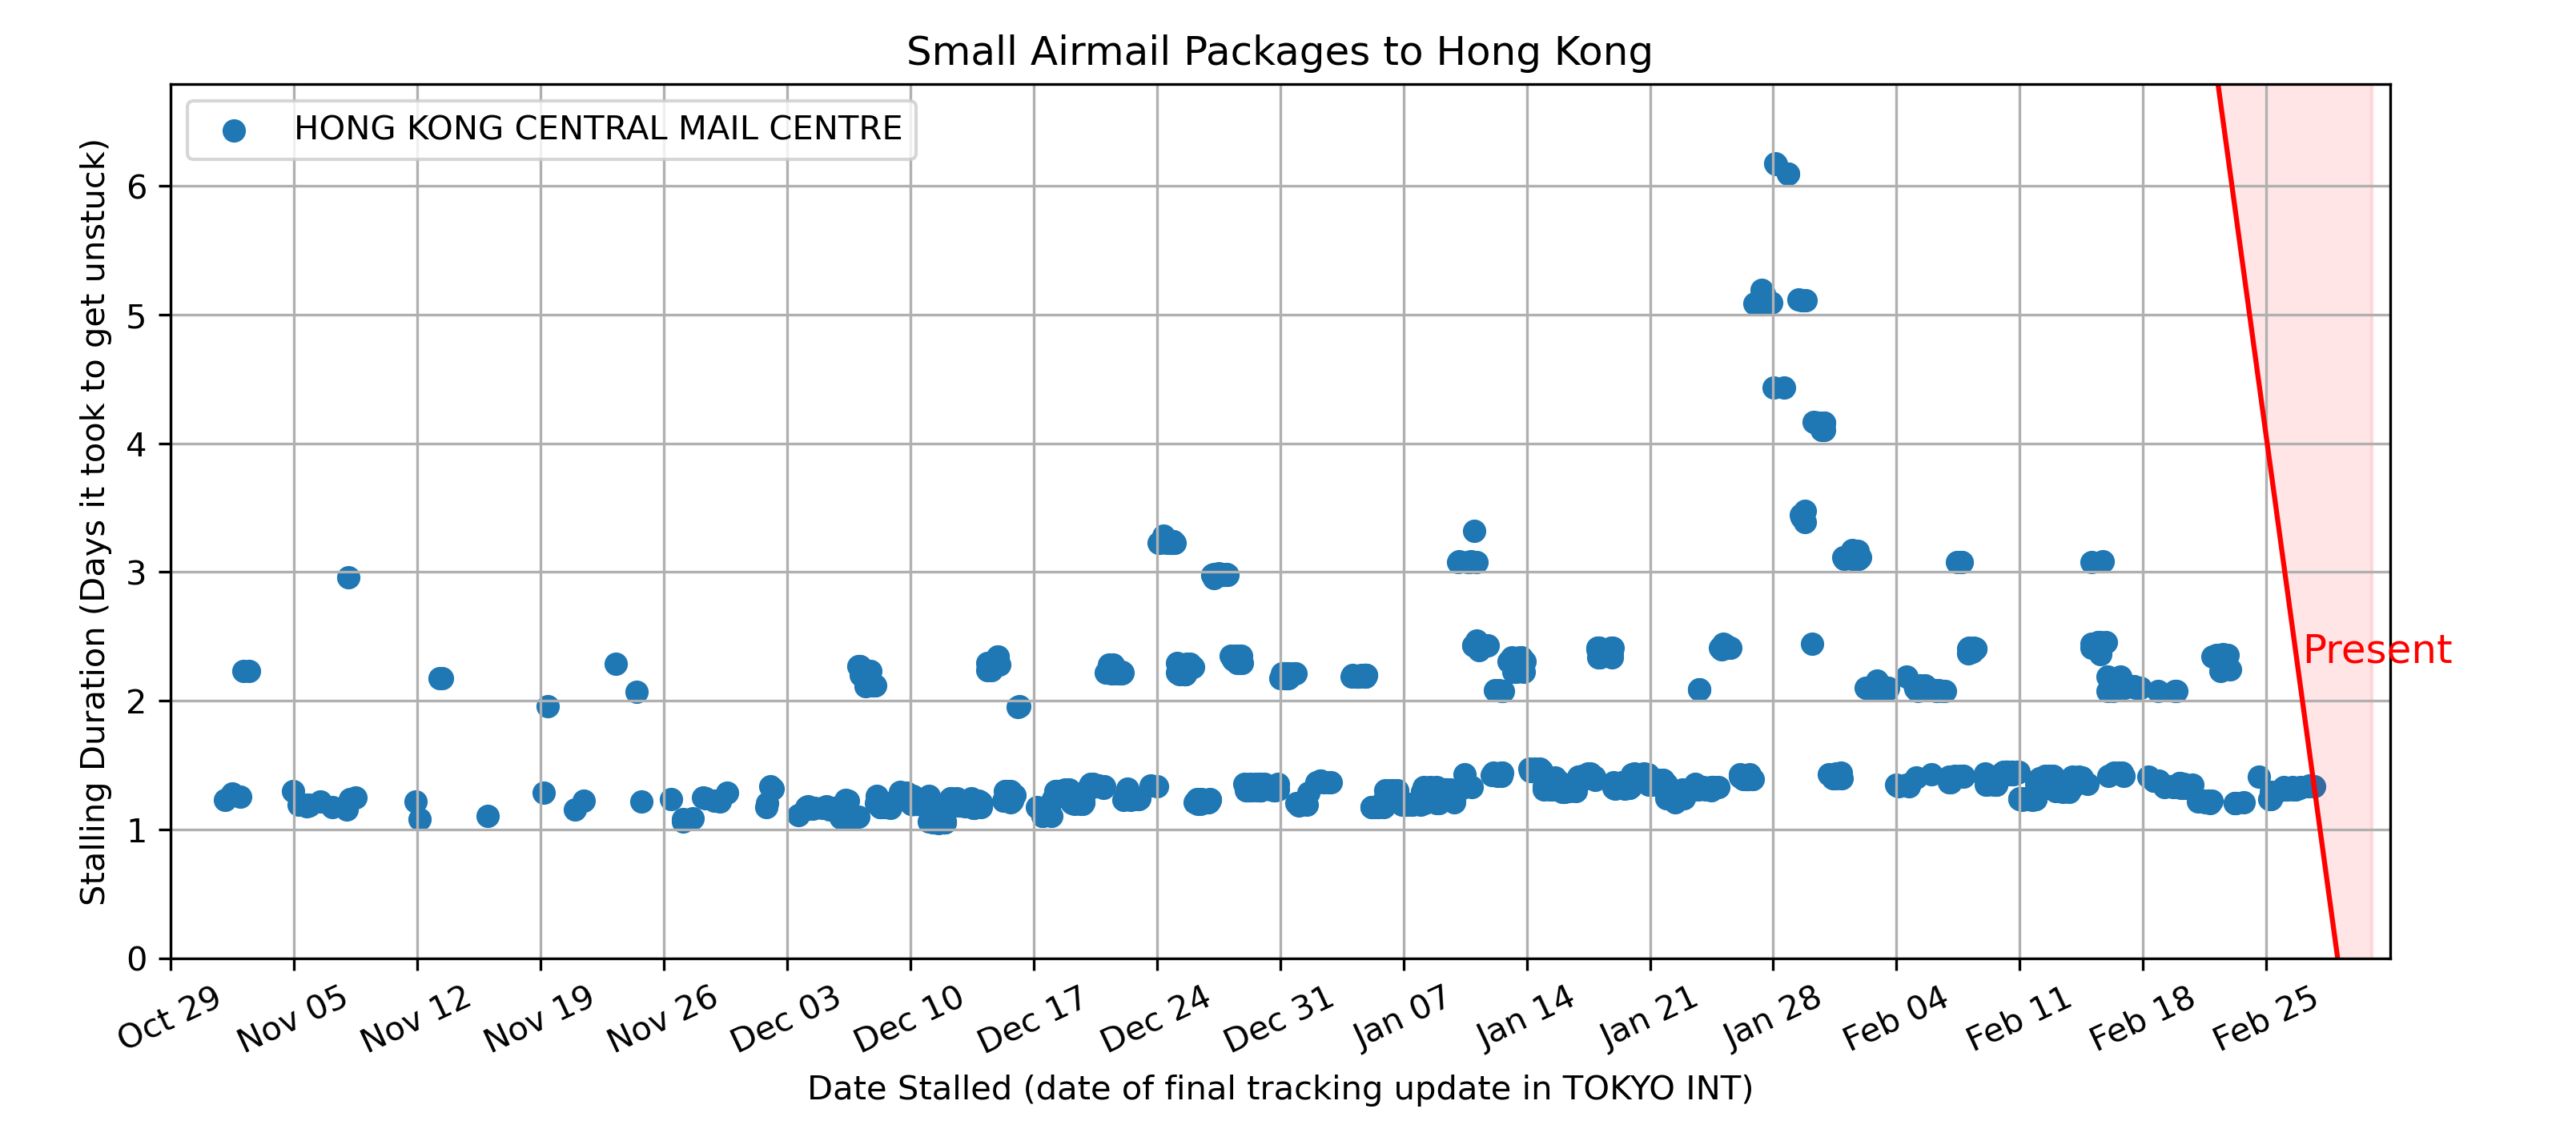 Small Airmail Packages to Hong Kong
HONG KONG CENTRAL MAIL CENTRE
Stalling Duration (Days it took to get unstuck)
6
5
4
3
2
1
0
Present
Oct 29
Nov 05
Nov 12
Nov 19
Nov 26
Dec 03
Dec 10
Dec 17
Dec 24
Dec 31
Jan 07
Jan 14
Jan 21
Jan 28
Feb 04
Feb 11
Feb 18
Feb 25
Date Stalled (date of final tracking update in TOKYO INT)